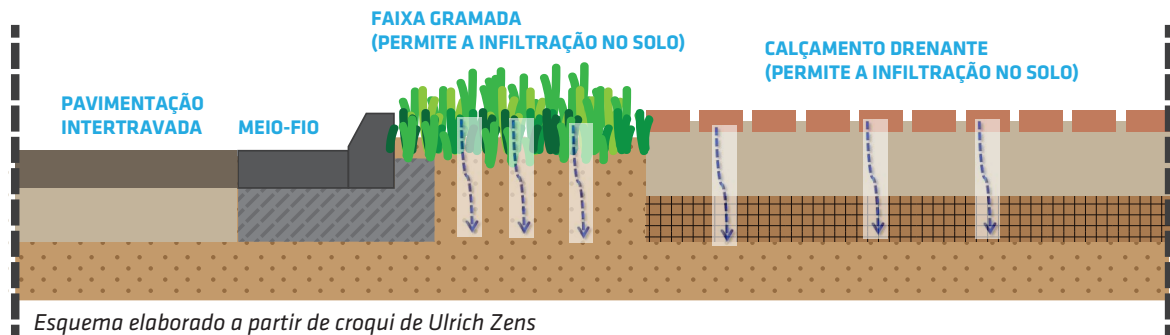 FAIXA GRAMADA
(PERMITE A INFILTRAÇÃO NO SOLO)
CALÇAMENTO DRENANTE
(PERMITE A INFILTRAÇÃO NO SOLO)
PAVIMENTAÇÃO
INTERTRAVADA
MEIO-FIO
Esquema elaborado a partir de croqui de Ulrich Zens